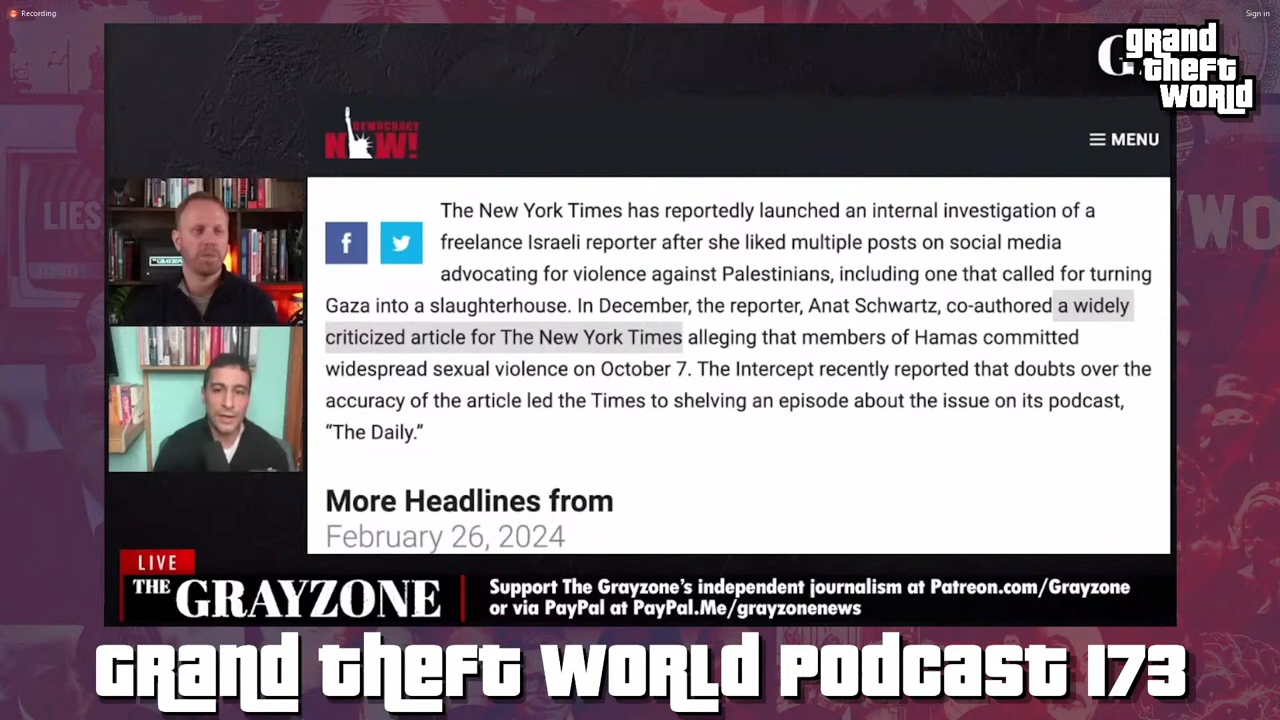 Recording
Sign in
grand
theft
WORLD
G
DEMOCRACY
NOW!
MENU
The New York Times has reportedly launched an internal investigation of a
freelance Israeli reporter after she liked multiple posts on social media
advocating for violence against Palestinians, including one that called for turning
Gaza into a slaughterhouse. In December, the reporter, Anat Schwartz, co-authored a widely
criticized article for The New York Times alleging that members of Hamas committed
widespread sexual violence on October 7. The Intercept recently reported that doubts over the
accuracy of the article led the Times to shelving an episode about the issue on its podcast,
“The Daily.”
More Headlines from
February 26, 2024
LIES
THE GRAYZONE
WO
LIVE
THE GRAYZONE
Support The Grayzone's independent journalism at Patreon.com/Grayzone
or via PayPal at PayPal.Me/grayzonenews
Grand theft WORLD PODCAST 173